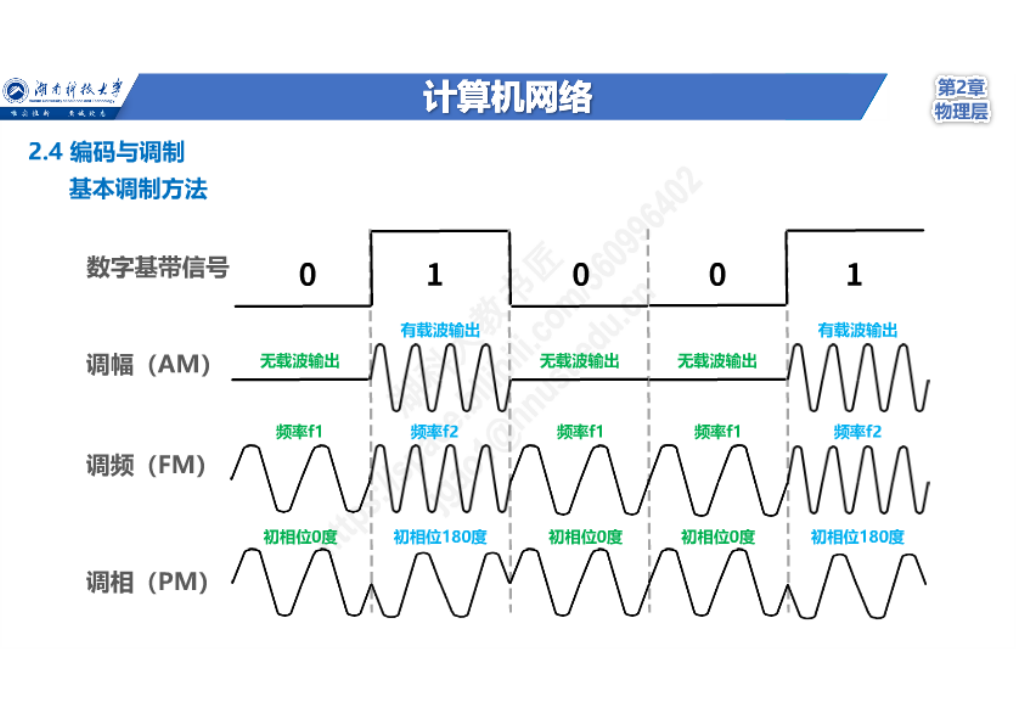 湖南科技大学
计算机网络
第2章
物理层
2.4 编码与调制
基本调制方法
数字基带信号
0 1 0 0 1
有载波输出 有载波输出
调幅（AM）
无载波输出 无载波输出 无载波输出
频率f1 频率f2 频率f1 频率f1 频率f2
调频（FM）
初相位0度 初相位180度 初相位0度 初相位0度 初相位180度
调相（PM）